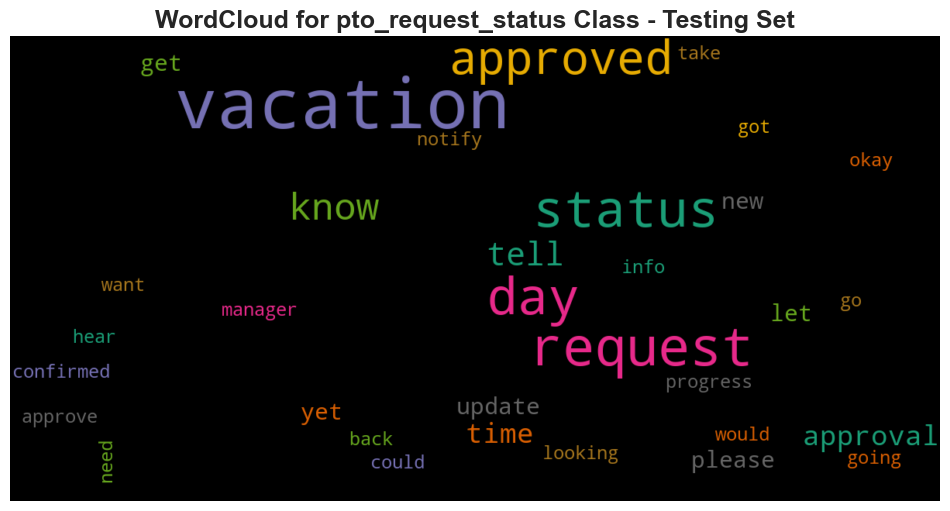 WordCloud for pto_request_status Class - Testing Set
approved
take
get
vacation
notify
got
okay
know
status
new
tell
info
want
day
go
manager
let
hear
request
confirmed
progress
approve
yet
update
time
back
would
approval
need
could
looking
please
going